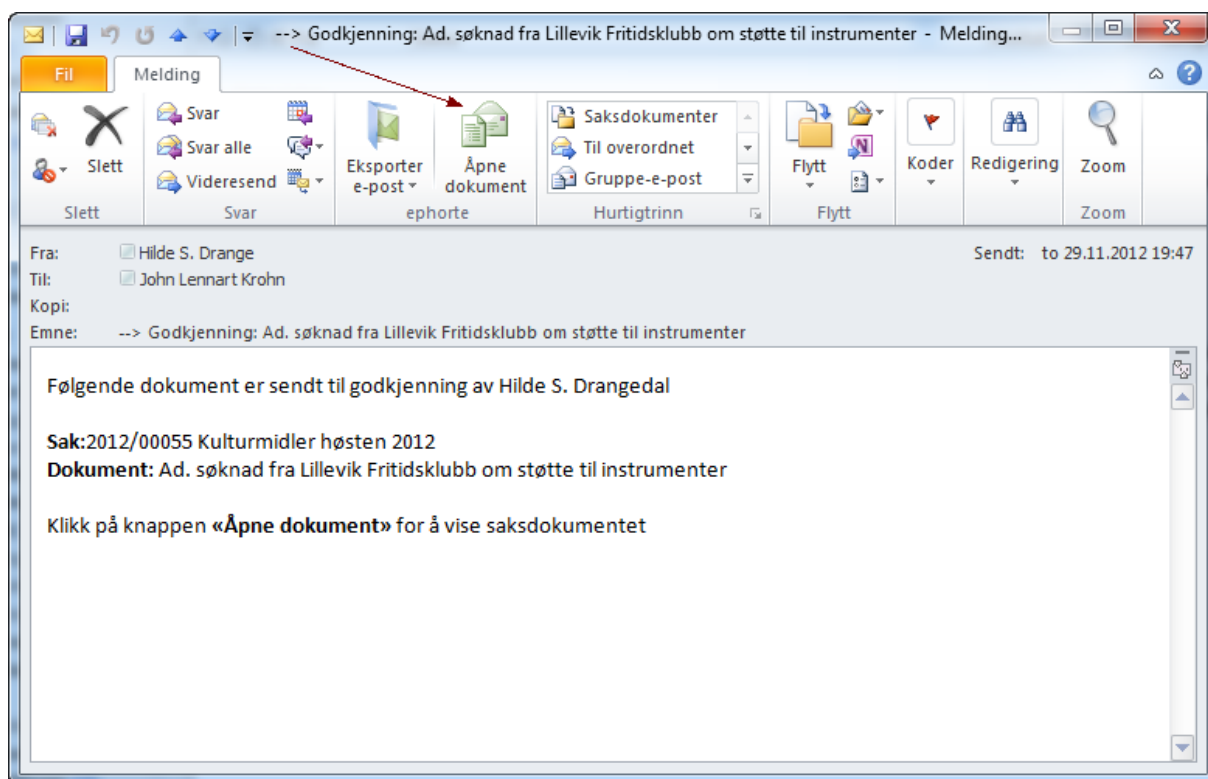 --> Godkjenning: Ad. søknad fra Lillevik Fritidsklubb om støtte til instrumenter - Melding...
Fil Melding
Slett
Svar
Svar alle
Videresend
Eksporter e-post
Åpne dokument
Saksdokumenter
Til overordnet
Gruppe-e-post
Flytt
Koder
Redigering
Zoom
Slett Svar ephorte Hurtigtrinn Flytt Zoom
Fra: Hilde S. Drange Sendt: to 29.11.2012 19:47
Til: John Lennart Krohn
Kopi:
Emne: --> Godkjenning: Ad. søknad fra Lillevik Fritidsklubb om støtte til instrumenter
Følgende dokument er sendt til godkjenning av Hilde S. Drangedal
Sak:2012/00055 Kulturmidler høsten 2012
Dokument: Ad. søknad fra Lillevik Fritidsklubb om støtte til instrumenter
Klikk på knappen «Åpne dokument» for å vise saksdokumentet